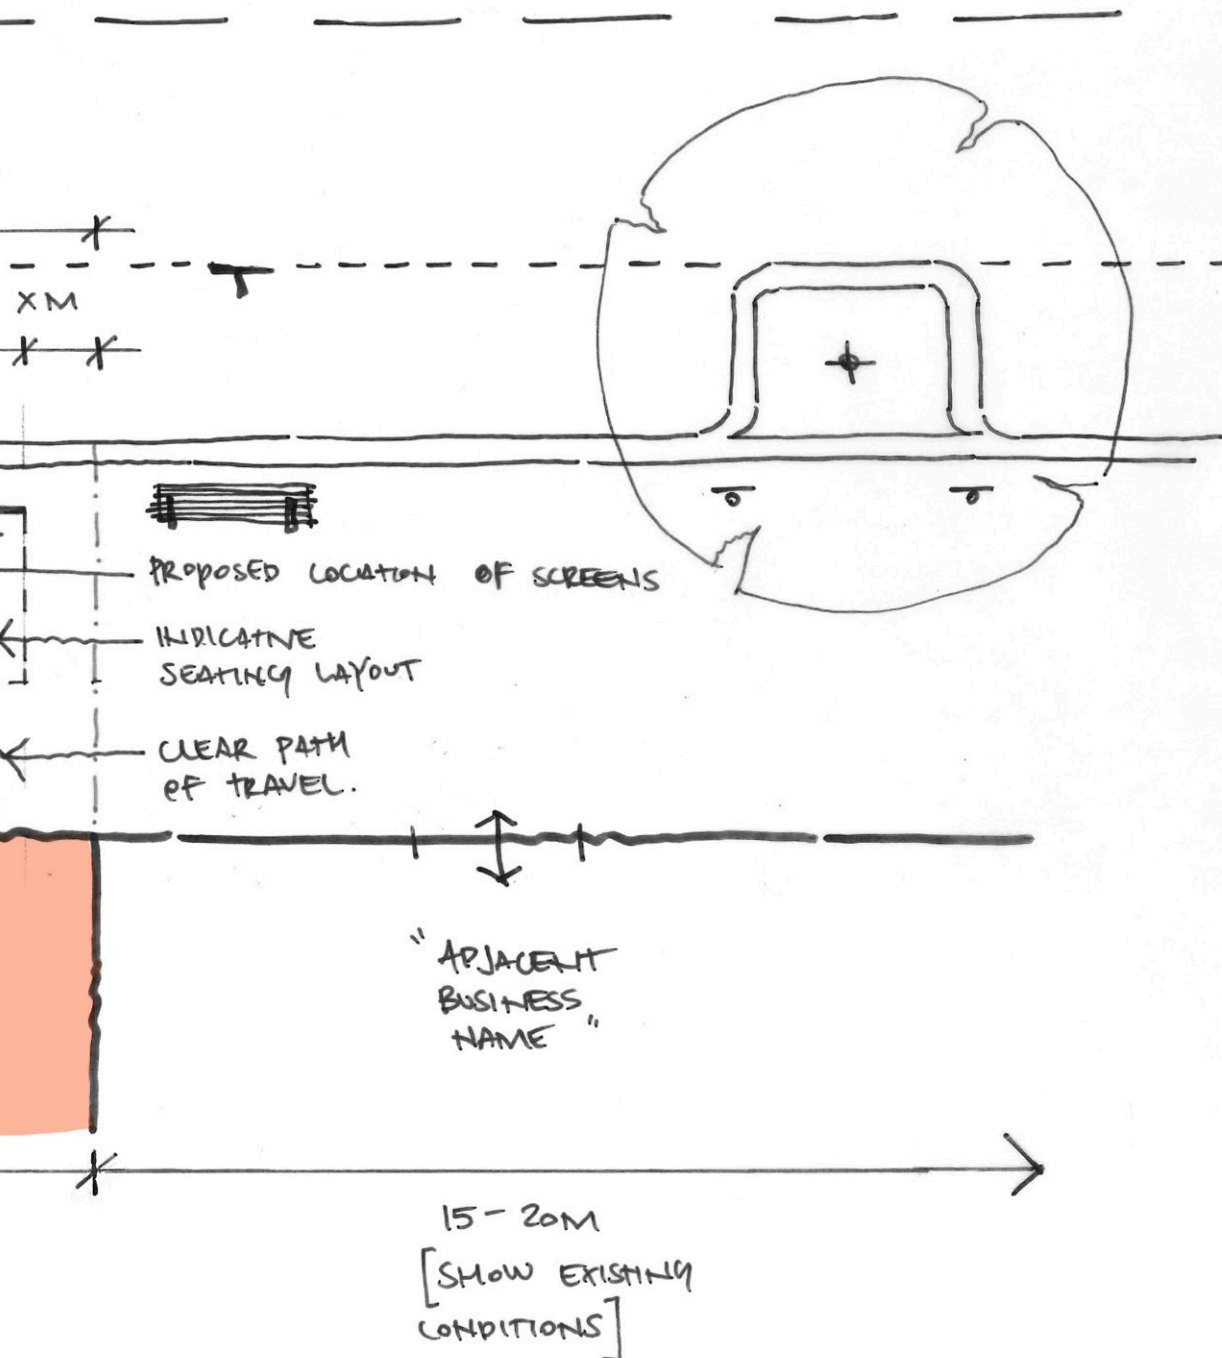 XM
PROPOSED LOCATION OF SCREENS
INDICATIVE
SEATING LAYOUT
CLEAR PATH
OF TRAVEL.
"ADJACENT
BUSINESS
NAME"
15-20M
[SHOW EXISTING
CONDITIONS]